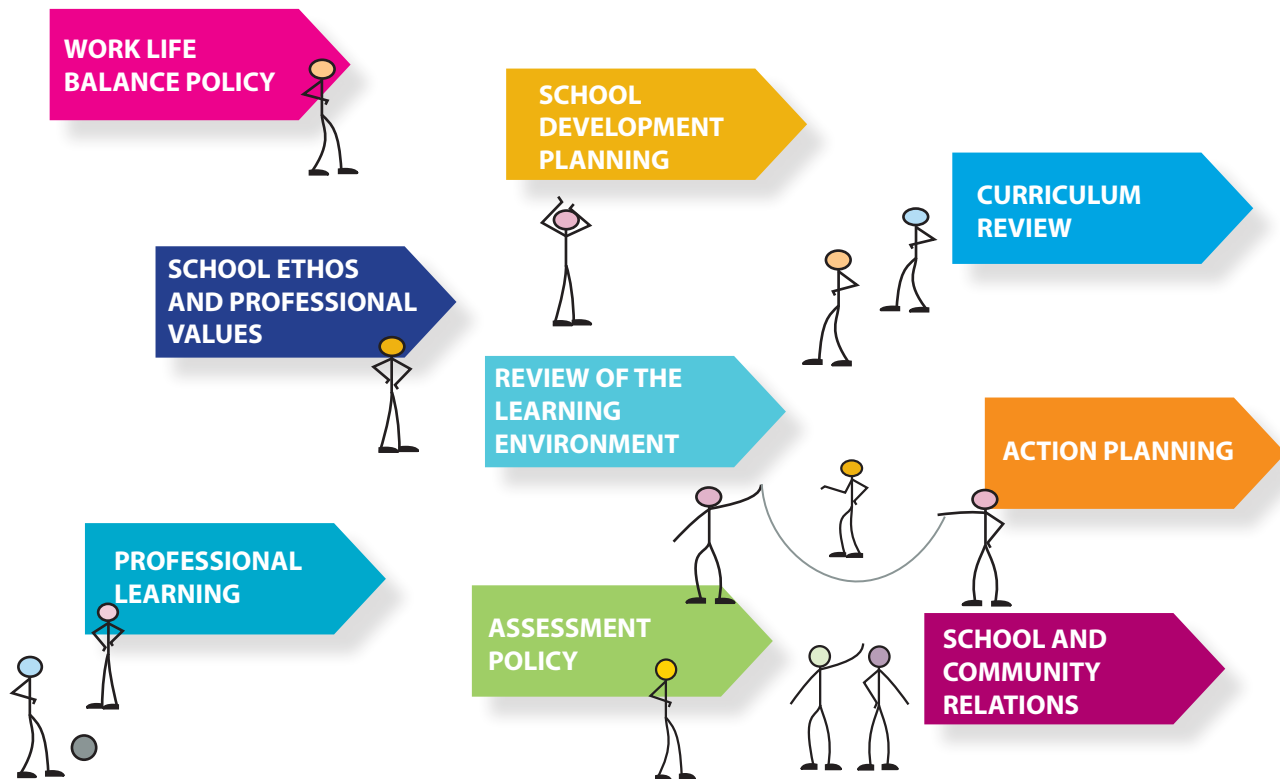 WORK LIFE
BALANCE POLICY
SCHOOL
DEVELOPMENT
PLANNING
CURRICULUM
REVIEW
SCHOOL ETHOS
AND PROFESSIONAL
VALUES
REVIEW OF THE
LEARNING
ENVIRONMENT
ACTION PLANNING
PROFESSIONAL
LEARNING
ASSESSMENT
POLICY
SCHOOL AND
COMMUNITY
RELATIONS